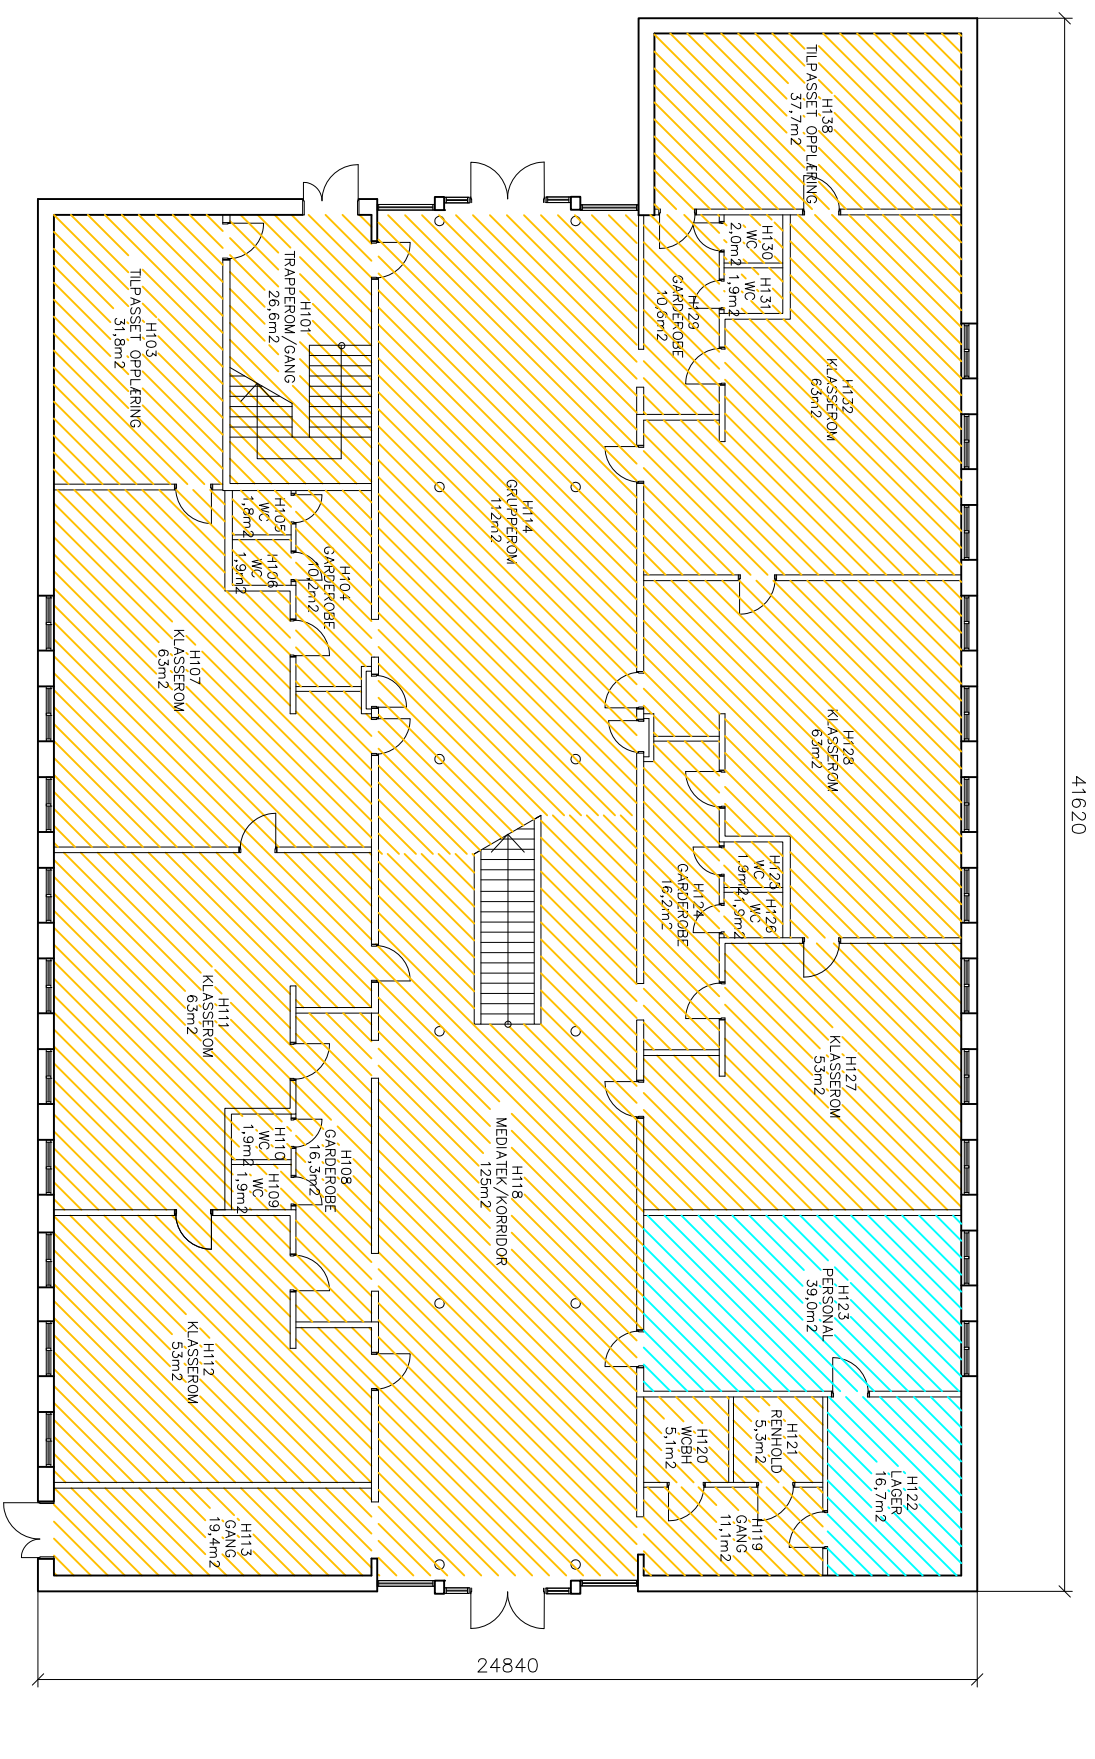 H138
TILPASSET OPPLÆRING
37,7m2
H130
WC
2,0m2
H131
WC
1,9m2
H129
GARDEROBE
10,6m2
H132
KLASSEROM
63m2
H101
TRAPPEROM/GANG
26,6m2
H103
TILPASSET OPPLÆRING
31,8m2
H114
GRUPPEROM
112m2
H105
WC
1,8m2
H106
WC
1,9m2
H104
GARDEROBE
10,2m2
H107
KLASSEROM
63m2
H128
KLASSEROM
63m2
41620
H125
WC
1,9m2
H126
WC
1,9m2
H124
GARDEROBE
16,2m2
H111
KLASSEROM
63m2
H127
KLASSEROM
53m2
H110
WC
1,9m2
H109
WC
1,9m2
H108
GARDEROBE
16,3m2
H118
MEDIATEK/KORRIDOR
125m2
H123
PERSONAL
39,0m2
H112
KLASSEROM
53m2
H120
WCBH
5,1m2
H121
RENHOLD
5,3m2
H122
LAGER
16,7m2
H119
GANG
11,1m2
H113
GANG
19,4m2
24840